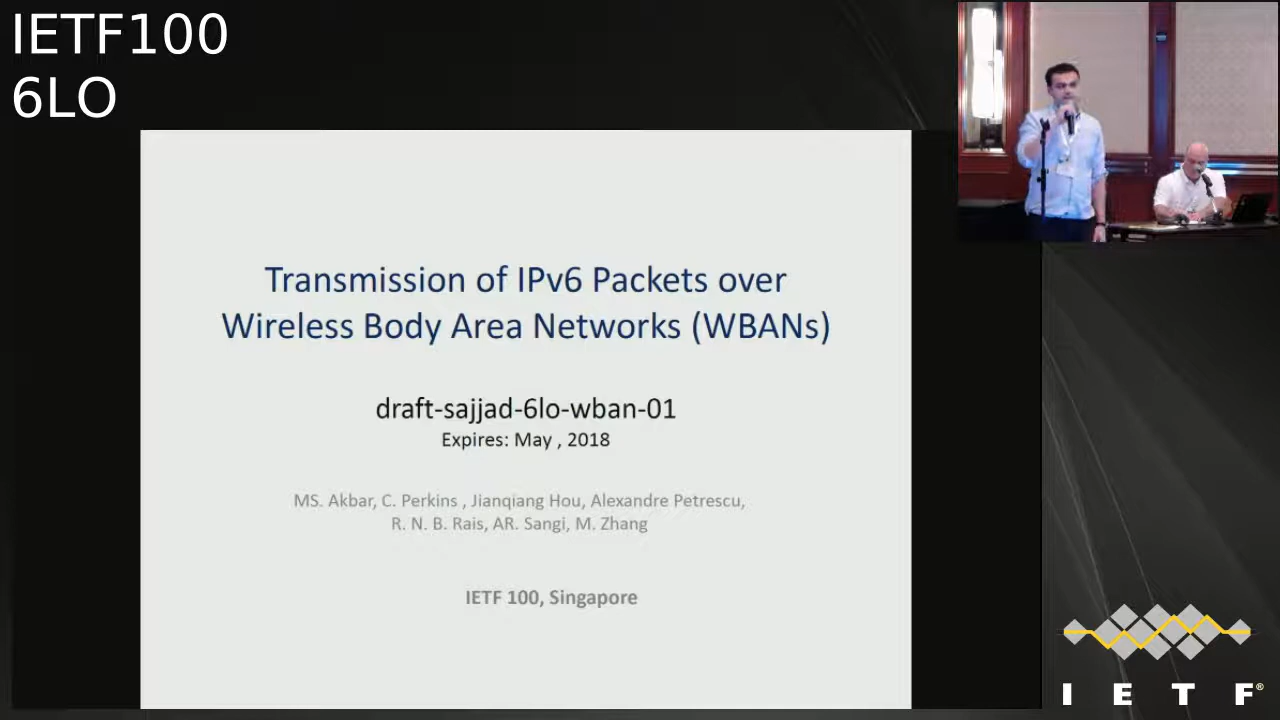 IETF100
6LO
Transmission of IPv6 Packets over
Wireless Body Area Networks (WBANs)
draft-sajjad-6lo-wban-01
Expires: May , 2018
MS. Akbar, C. Perkins , Jianqiang Hou, Alexandre Petrescu,
R. N. B. Rais, AR. Sangi, M. Zhang
IETF 100, Singapore
I E T F®